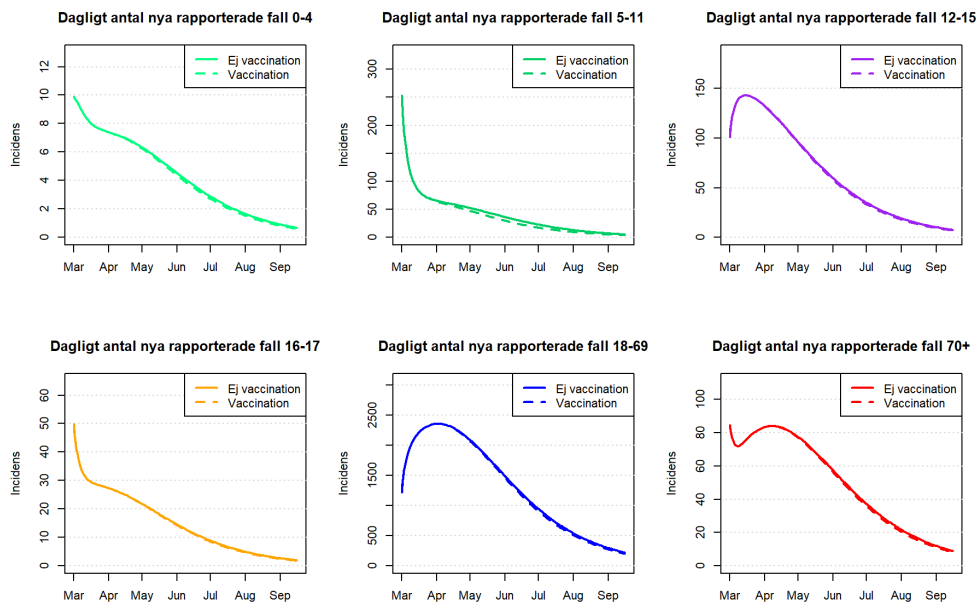 Dagligt antal nya rapporterade fall 0-4
Ej vaccination
Vaccination
Incidens
12
10
8
6
4
2
0
Mar Apr May Jun Jul Aug Sep
Dagligt antal nya rapporterade fall 5-11
Ej vaccination
Vaccination
Incidens
300
200
100
50
0
Mar Apr May Jun Jul Aug Sep
Dagligt antal nya rapporterade fall 12-15
Ej vaccination
Vaccination
Incidens
150
100
50
0
Mar Apr May Jun Jul Aug Sep
Dagligt antal nya rapporterade fall 16-17
Ej vaccination
Vaccination
Incidens
60
50
40
30
20
10
0
Mar Apr May Jun Jul Aug Sep
Dagligt antal nya rapporterade fall 18-69
Ej vaccination
Vaccination
Incidens
2500
1500
500
0
Mar Apr May Jun Jul Aug Sep
Dagligt antal nya rapporterade fall 70+
Ej vaccination
Vaccination
Incidens
100
80
60
40
20
0
Mar Apr May Jun Jul Aug Sep